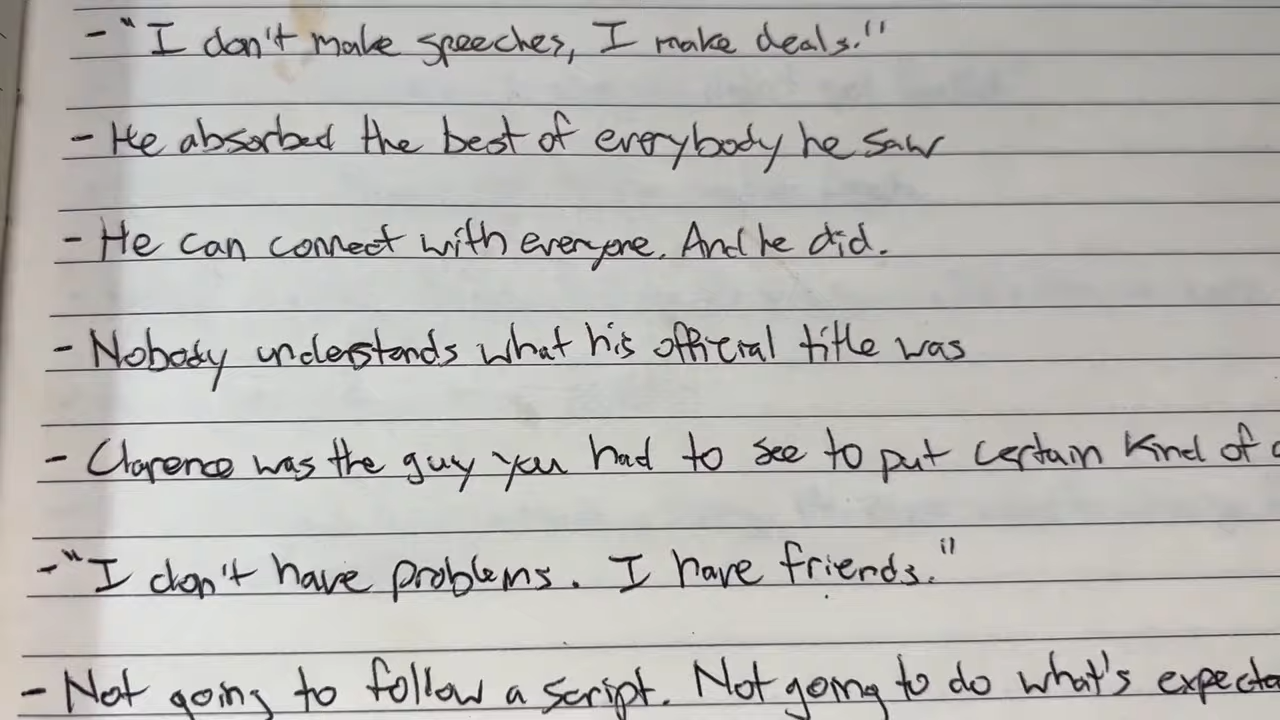 - "I don't make speeches, I make deals."
- He absorbed the best of everybody he saw
- He can connect with everyone. And he did.
- Nobody understands what his official title was
- Clarence was the guy you had to see to put certain kind of
- "I don't have problems. I have friends."
- Not going to follow a script. Not going to do what's